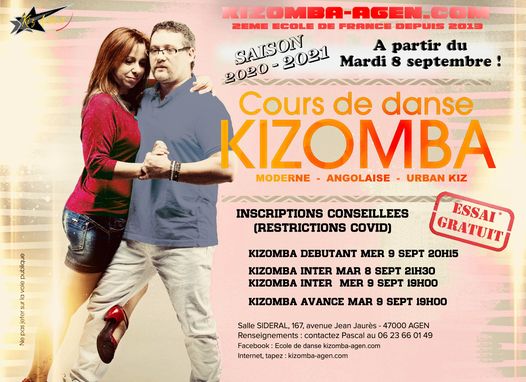 KIZOMBA-AGEN.COM
2EME ECOLE DE FRANCE DEPUIS 2013
SAISON
2020 - 2021
A partir du
Mardi 8 septembre !
Cours de danse
KIZOMBA
MODERNE - ANGOLAISE - URBAN KIZ
INSCRIPTIONS CONSEILLEES
(RESTRICTIONS COVID)
ESSAI
GRATUIT
KIZOMBA DEBUTANT MER 9 SEPT 20H15
KIZOMBA INTER MAR 8 SEPT 21H30
KIZOMBA INTER MER 9 SEPT 19H00
KIZOMBA AVANCE MAR 9 SEPT 19H00
Salle SIDERAL, 167, avenue Jean Jaurès - 47000 AGEN
Renseignements : contactez Pascal au 06 23 66 01 49
Facebook : Ecole de danse kizomba-agen.com
Internet, tapez : kizomba-agen.com
Ne pas jeter sur la voie publique